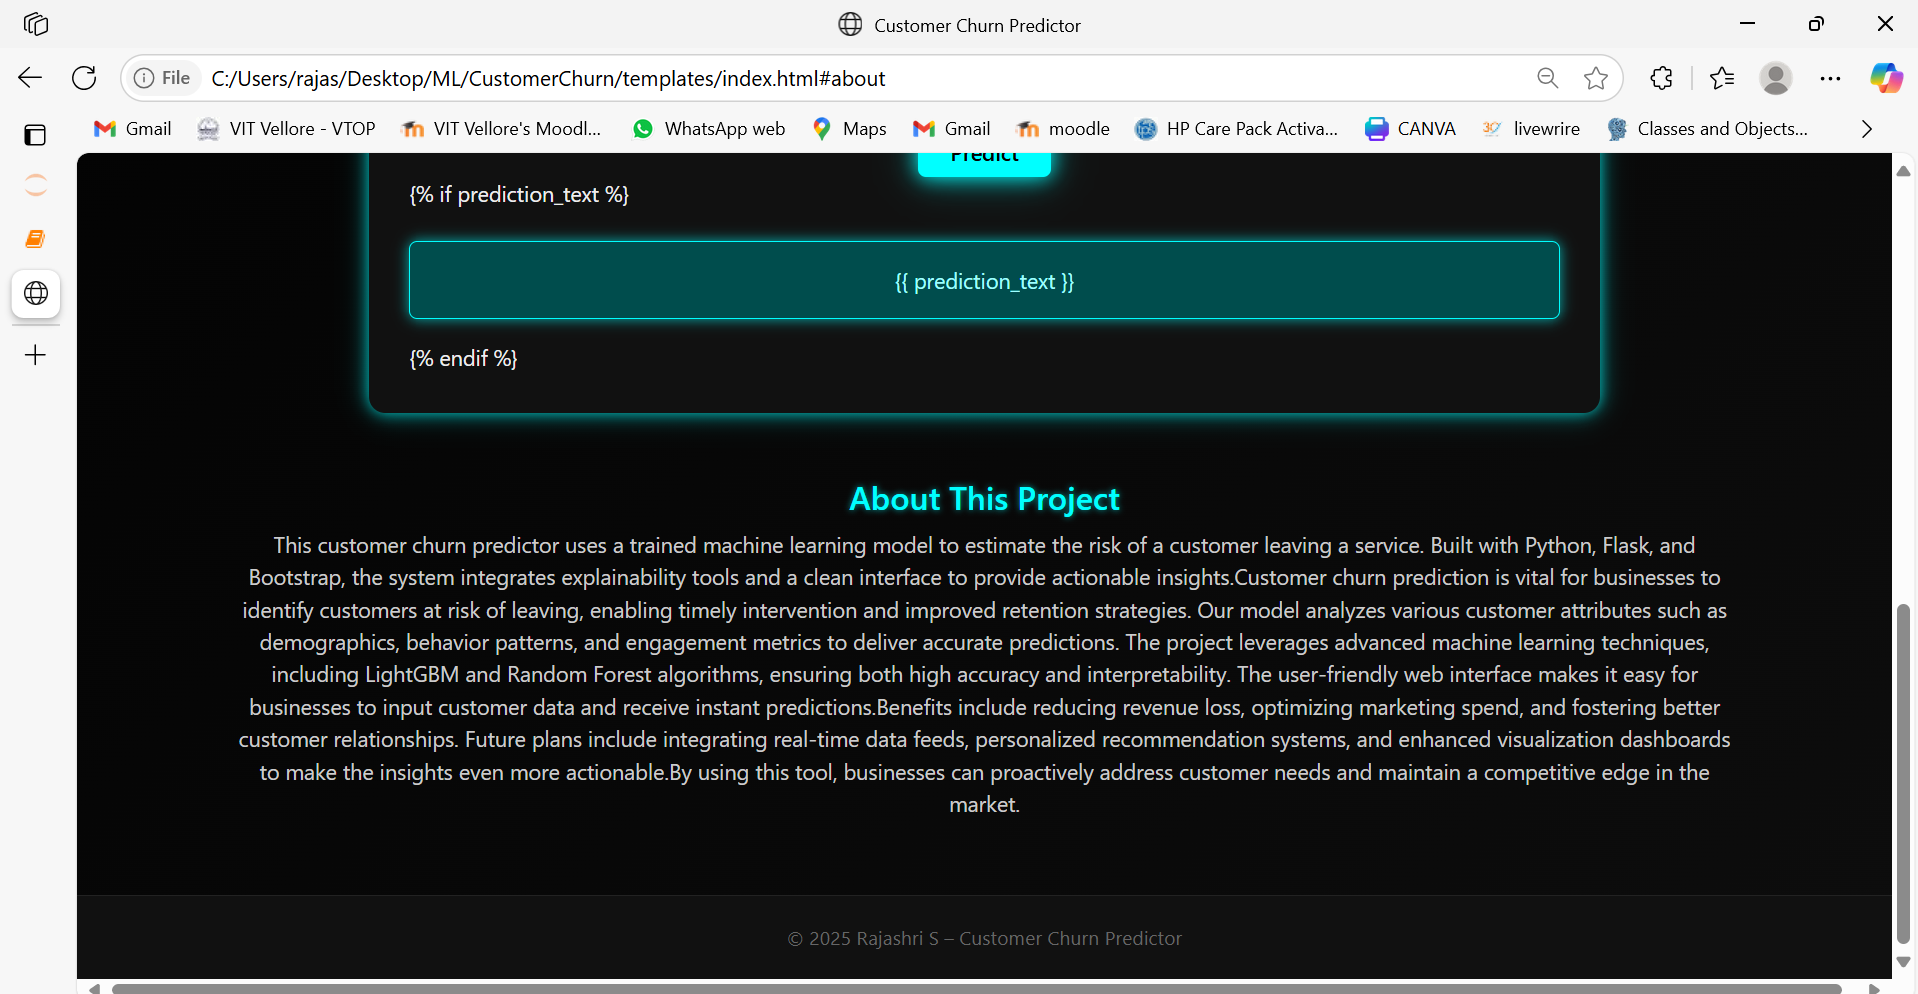 Customer Churn Predictor
File C:/Users/rajas/Desktop/ML/CustomerChurn/templates/index.html#about
Gmail VIT Vellore - VTOP VIT Vellore's Moodl... WhatsApp web Maps Gmail moodle HP Care Pack Activa... CANVA livewrire Classes and Objects...
Predict
{% if prediction_text %}
{{ prediction_text }}
{% endif %}
About This Project
This customer churn predictor uses a trained machine learning model to estimate the risk of a customer leaving a service. Built with Python, Flask, and
Bootstrap, the system integrates explainability tools and a clean interface to provide actionable insights.Customer churn prediction is vital for businesses to
identify customers at risk of leaving, enabling timely intervention and improved retention strategies. Our model analyzes various customer attributes such as
demographics, behavior patterns, and engagement metrics to deliver accurate predictions. The project leverages advanced machine learning techniques,
including LightGBM and Random Forest algorithms, ensuring both high accuracy and interpretability. The user-friendly web interface makes it easy for
businesses to input customer data and receive instant predictions.Benefits include reducing revenue loss, optimizing marketing spend, and fostering better
customer relationships. Future plans include integrating real-time data feeds, personalized recommendation systems, and enhanced visualization dashboards
to make the insights even more actionable.By using this tool, businesses can proactively address customer needs and maintain a competitive edge in the
market.
© 2025 Rajashri S – Customer Churn Predictor